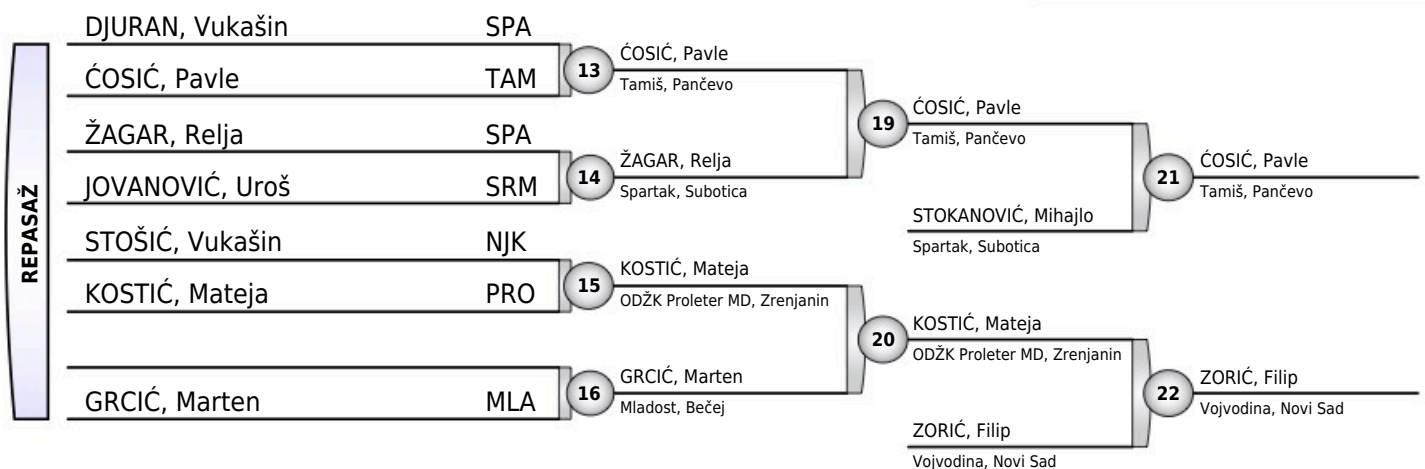 REPASAŽ
DJURAN, Vukašin SPA
ĆOSIĆ, Pavle TAM
ŽAGAR, Relja SPA
JOVANOVIĆ, Uroš SRM
STOŠIĆ, Vukašin NJK
KOSTIĆ, Mateja PRO
GRCIĆ, Marten MLA
13
ĆOSIĆ, Pavle
Tamiš, Pančevo
14
ŽAGAR, Relja
Spartak, Subotica
15
KOSTIĆ, Mateja
ODŽK Proleter MD, Zrenjanin
16
GRCIĆ, Marten
Mladost, Bečej
19
ĆOSIĆ, Pavle
Tamiš, Pančevo
STOKANOVIĆ, Mihajlo
Spartak, Subotica
20
KOSTIĆ, Mateja
ODŽK Proleter MD, Zrenjanin
ZORIĆ, Filip
Vojvodina, Novi Sad
21
ĆOSIĆ, Pavle
Tamiš, Pančevo
22
ZORIĆ, Filip
Vojvodina, Novi Sad